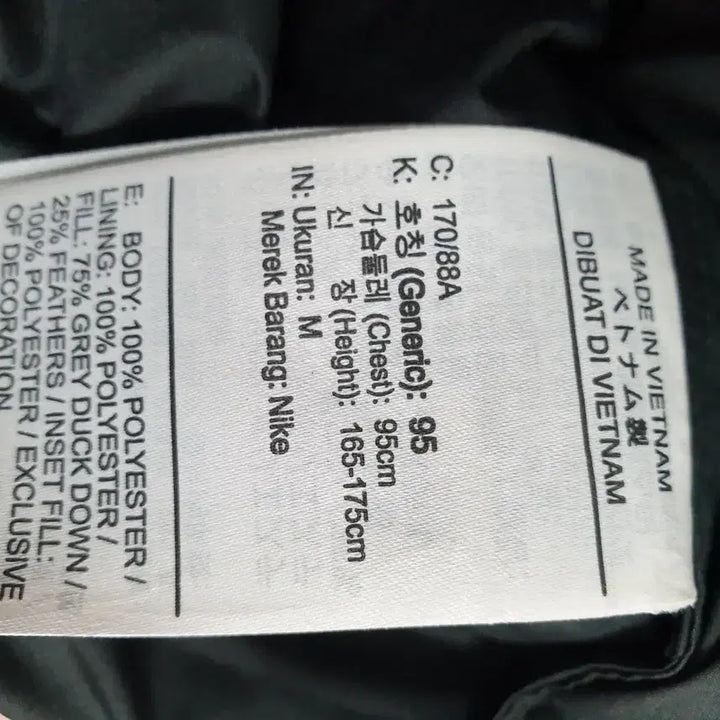 MADE IN VIETNAM
ベトナム製
DIBUAT DI VIETNAM
C: 170/88A
K: 호칭 (Generic): 95
가슴둘레 (Chest): 95cm
신 장 (Height): 165-175cm
IN: Ukuran: M
Merek Barang: Nike
E: BODY: 100% POLYESTER /
LINING: 100% POLYESTER /
FILL: 75% GREY DUCK DOWN /
25% FEATHERS / INSET FILL:
100% POLYESTER / EXCLUSIVE
OF DECORATION